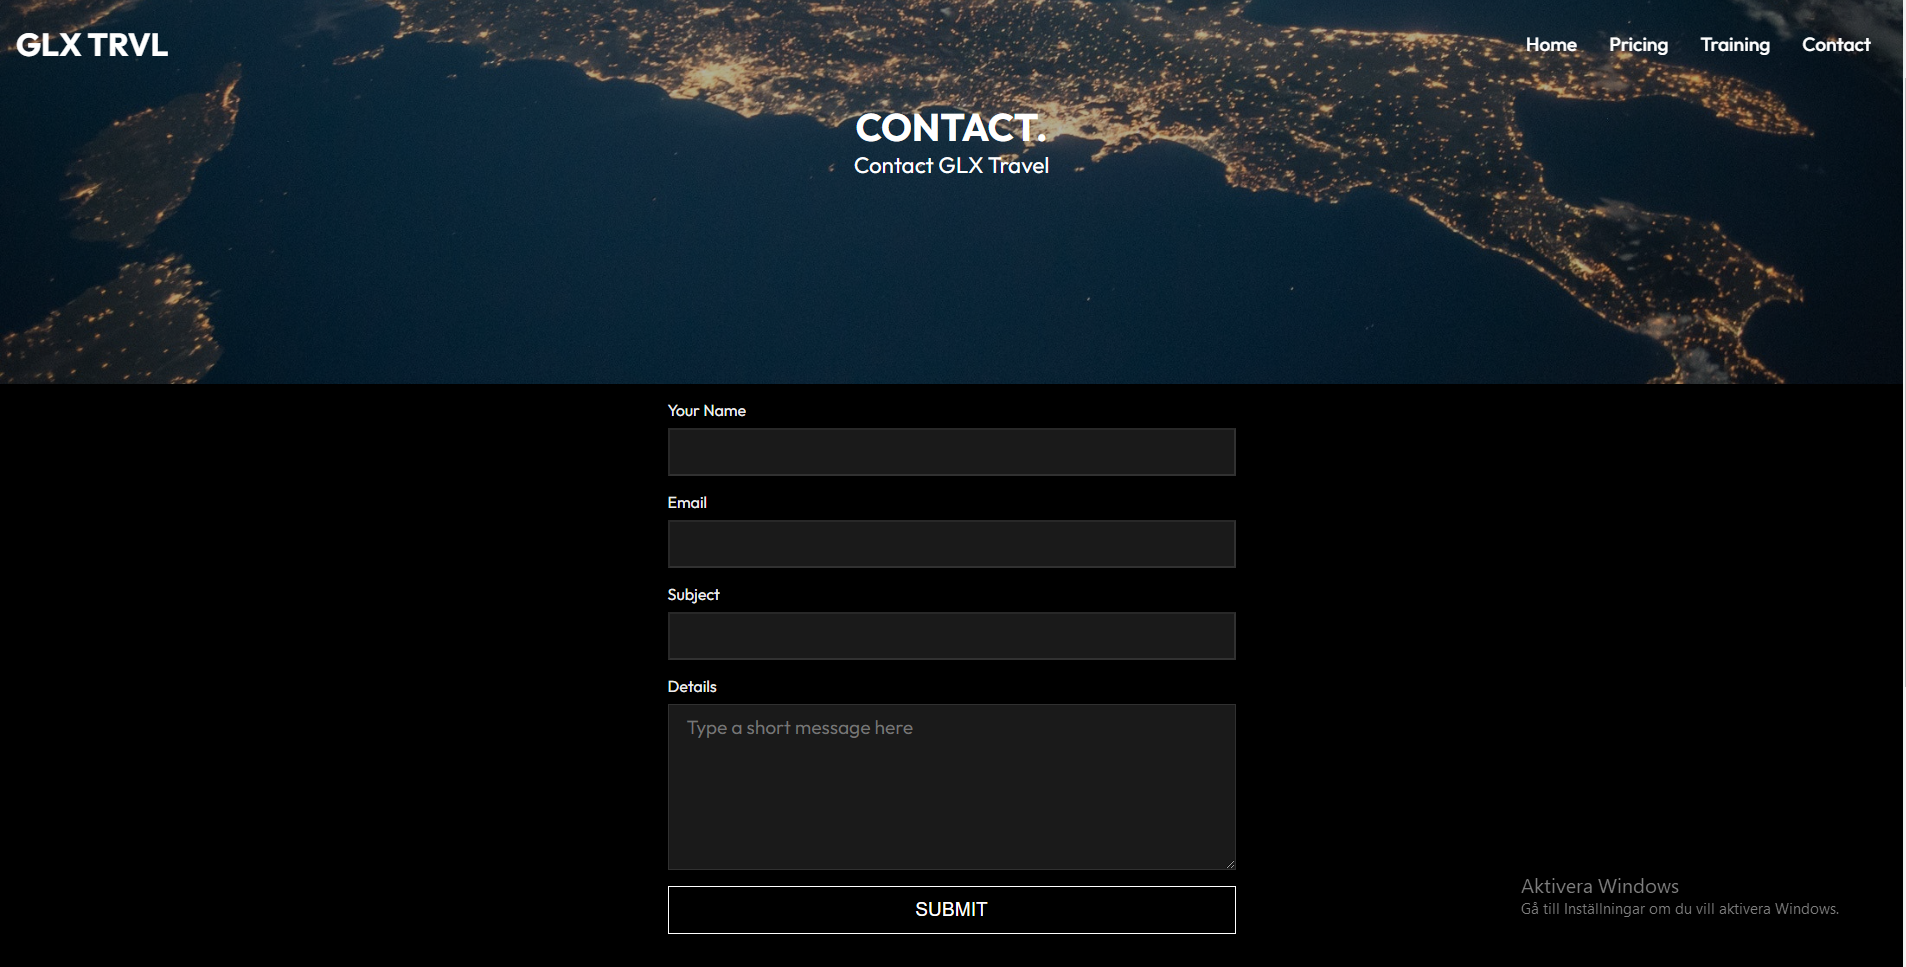 GLX TRVL
Home Pricing Training Contact
CONTACT.
Contact GLX Travel
Your Name
Email
Subject
Details
Type a short message here
SUBMIT
Aktivera Windows
Gå till Inställningar om du vill aktivera Windows.